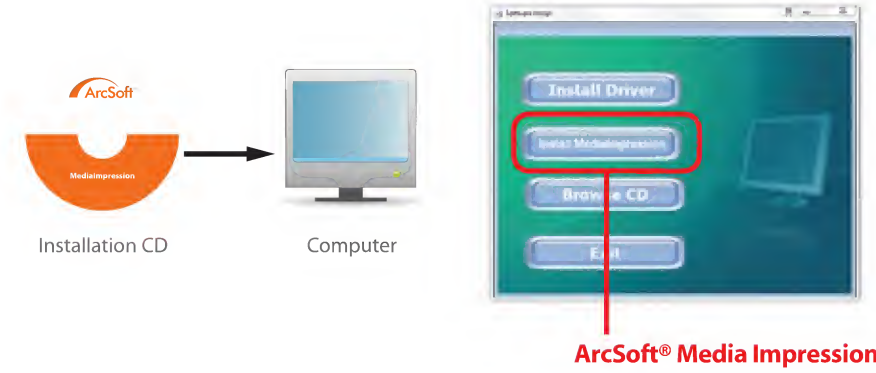 ArcSoft
MediaImpression
Installation CD
Computer
Install Driver
Install MediaImpression
Browse CD
Exit
ArcSoft® Media Impression